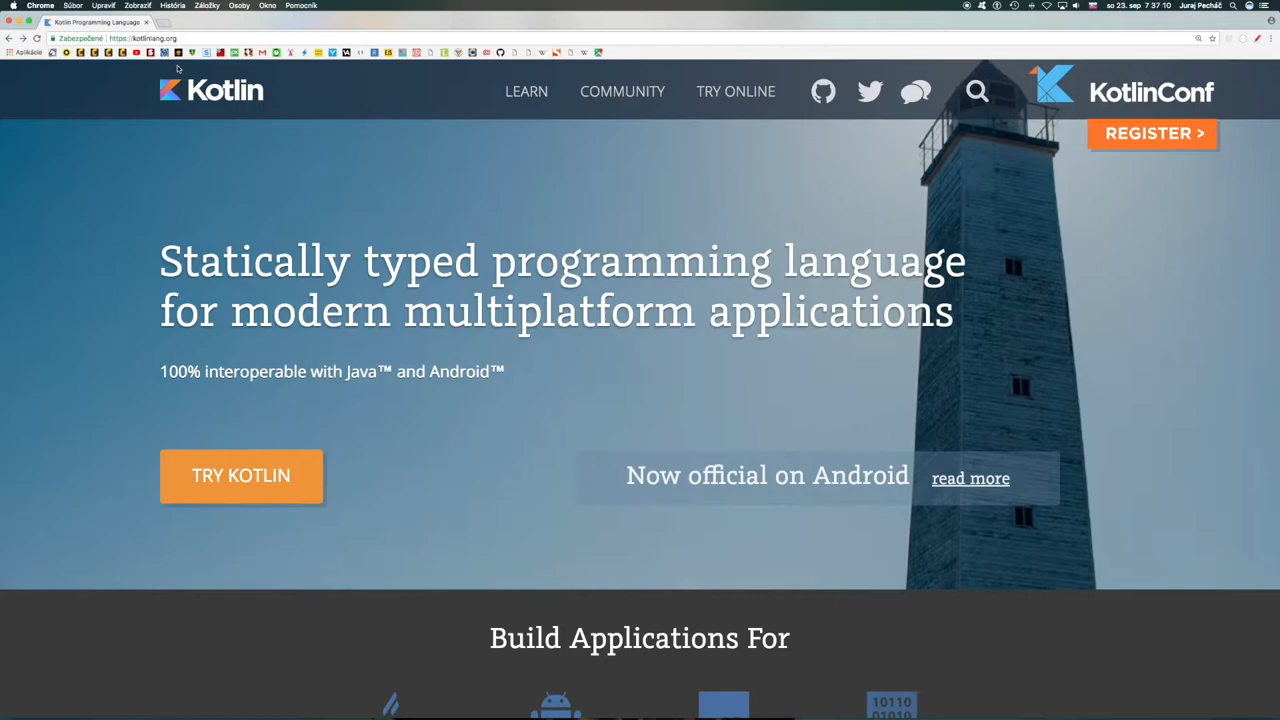 Chrome Súbor Upraviť Zobraziť História Záložky Osoby Okno Pomocník
so 23. sep 7 37 10 Juraj Pecháč
Kotlin Programming Language
Zabezpečené https://kotlinlang.org
Aplikácie
Kotlin
LEARN COMMUNITY TRY ONLINE
KotlinConf
REGISTER >
Statically typed programming language
for modern multiplatform applications
100% interoperable with Java™ and Android™
TRY KOTLIN
Now official on Android read more
Build Applications For
10110
01010